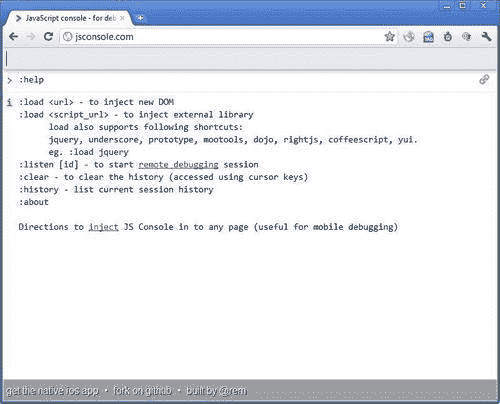 JavaScript console - for deb
jsconsole.com
> :help
i :load <url> - to inject new DOM
:load <script_url> - to inject external library
load also supports following shortcuts:
jquery, underscore, prototype, mootools, dojo, rightjs, coffeescript, yui.
eg. :load jquery
:listen [id] - to start remote debugging session
:clear - to clear the history (accessed using cursor keys)
:history - list current session history
:about
Directions to inject JS Console in to any page (useful for mobile debugging)
get the native ios app • fork on github • built by @rem